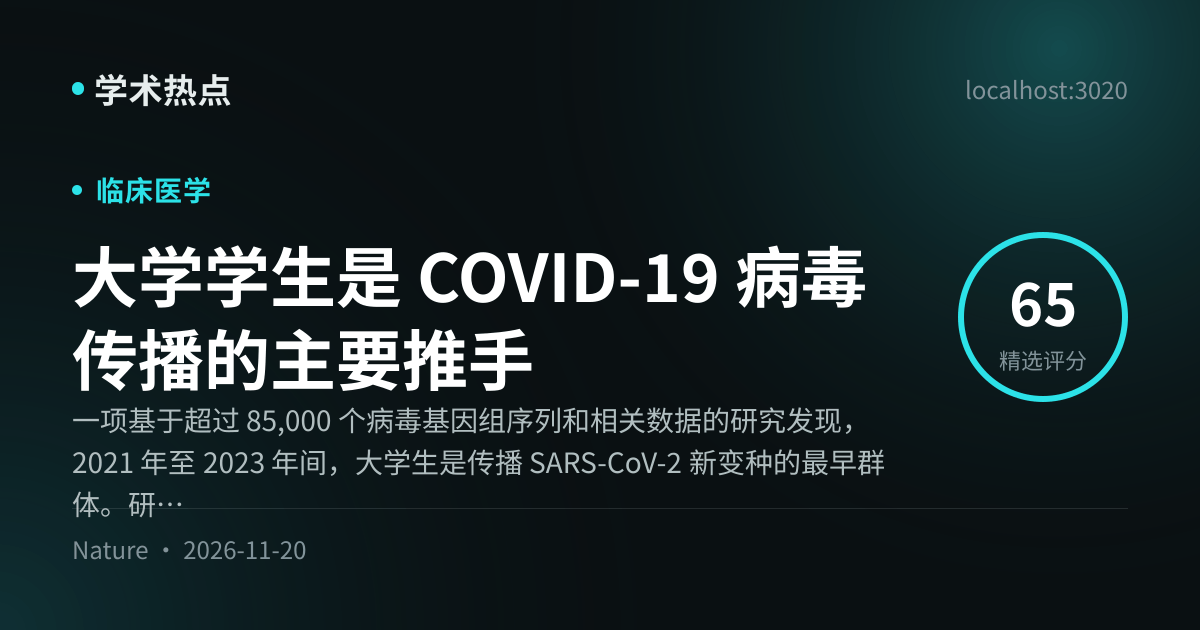 学术热点
localhost:3020
临床医学
大学学生是 COVID-19 病毒
传播的主要推手
65
精选评分
一项基于超过 85,000 个病毒基因组序列和相关数据的研究发现，
2021 年至 2023 年间，大学生是传播 SARS-CoV-2 新变种的最早群
体。研…
Nature • 2026-11-20